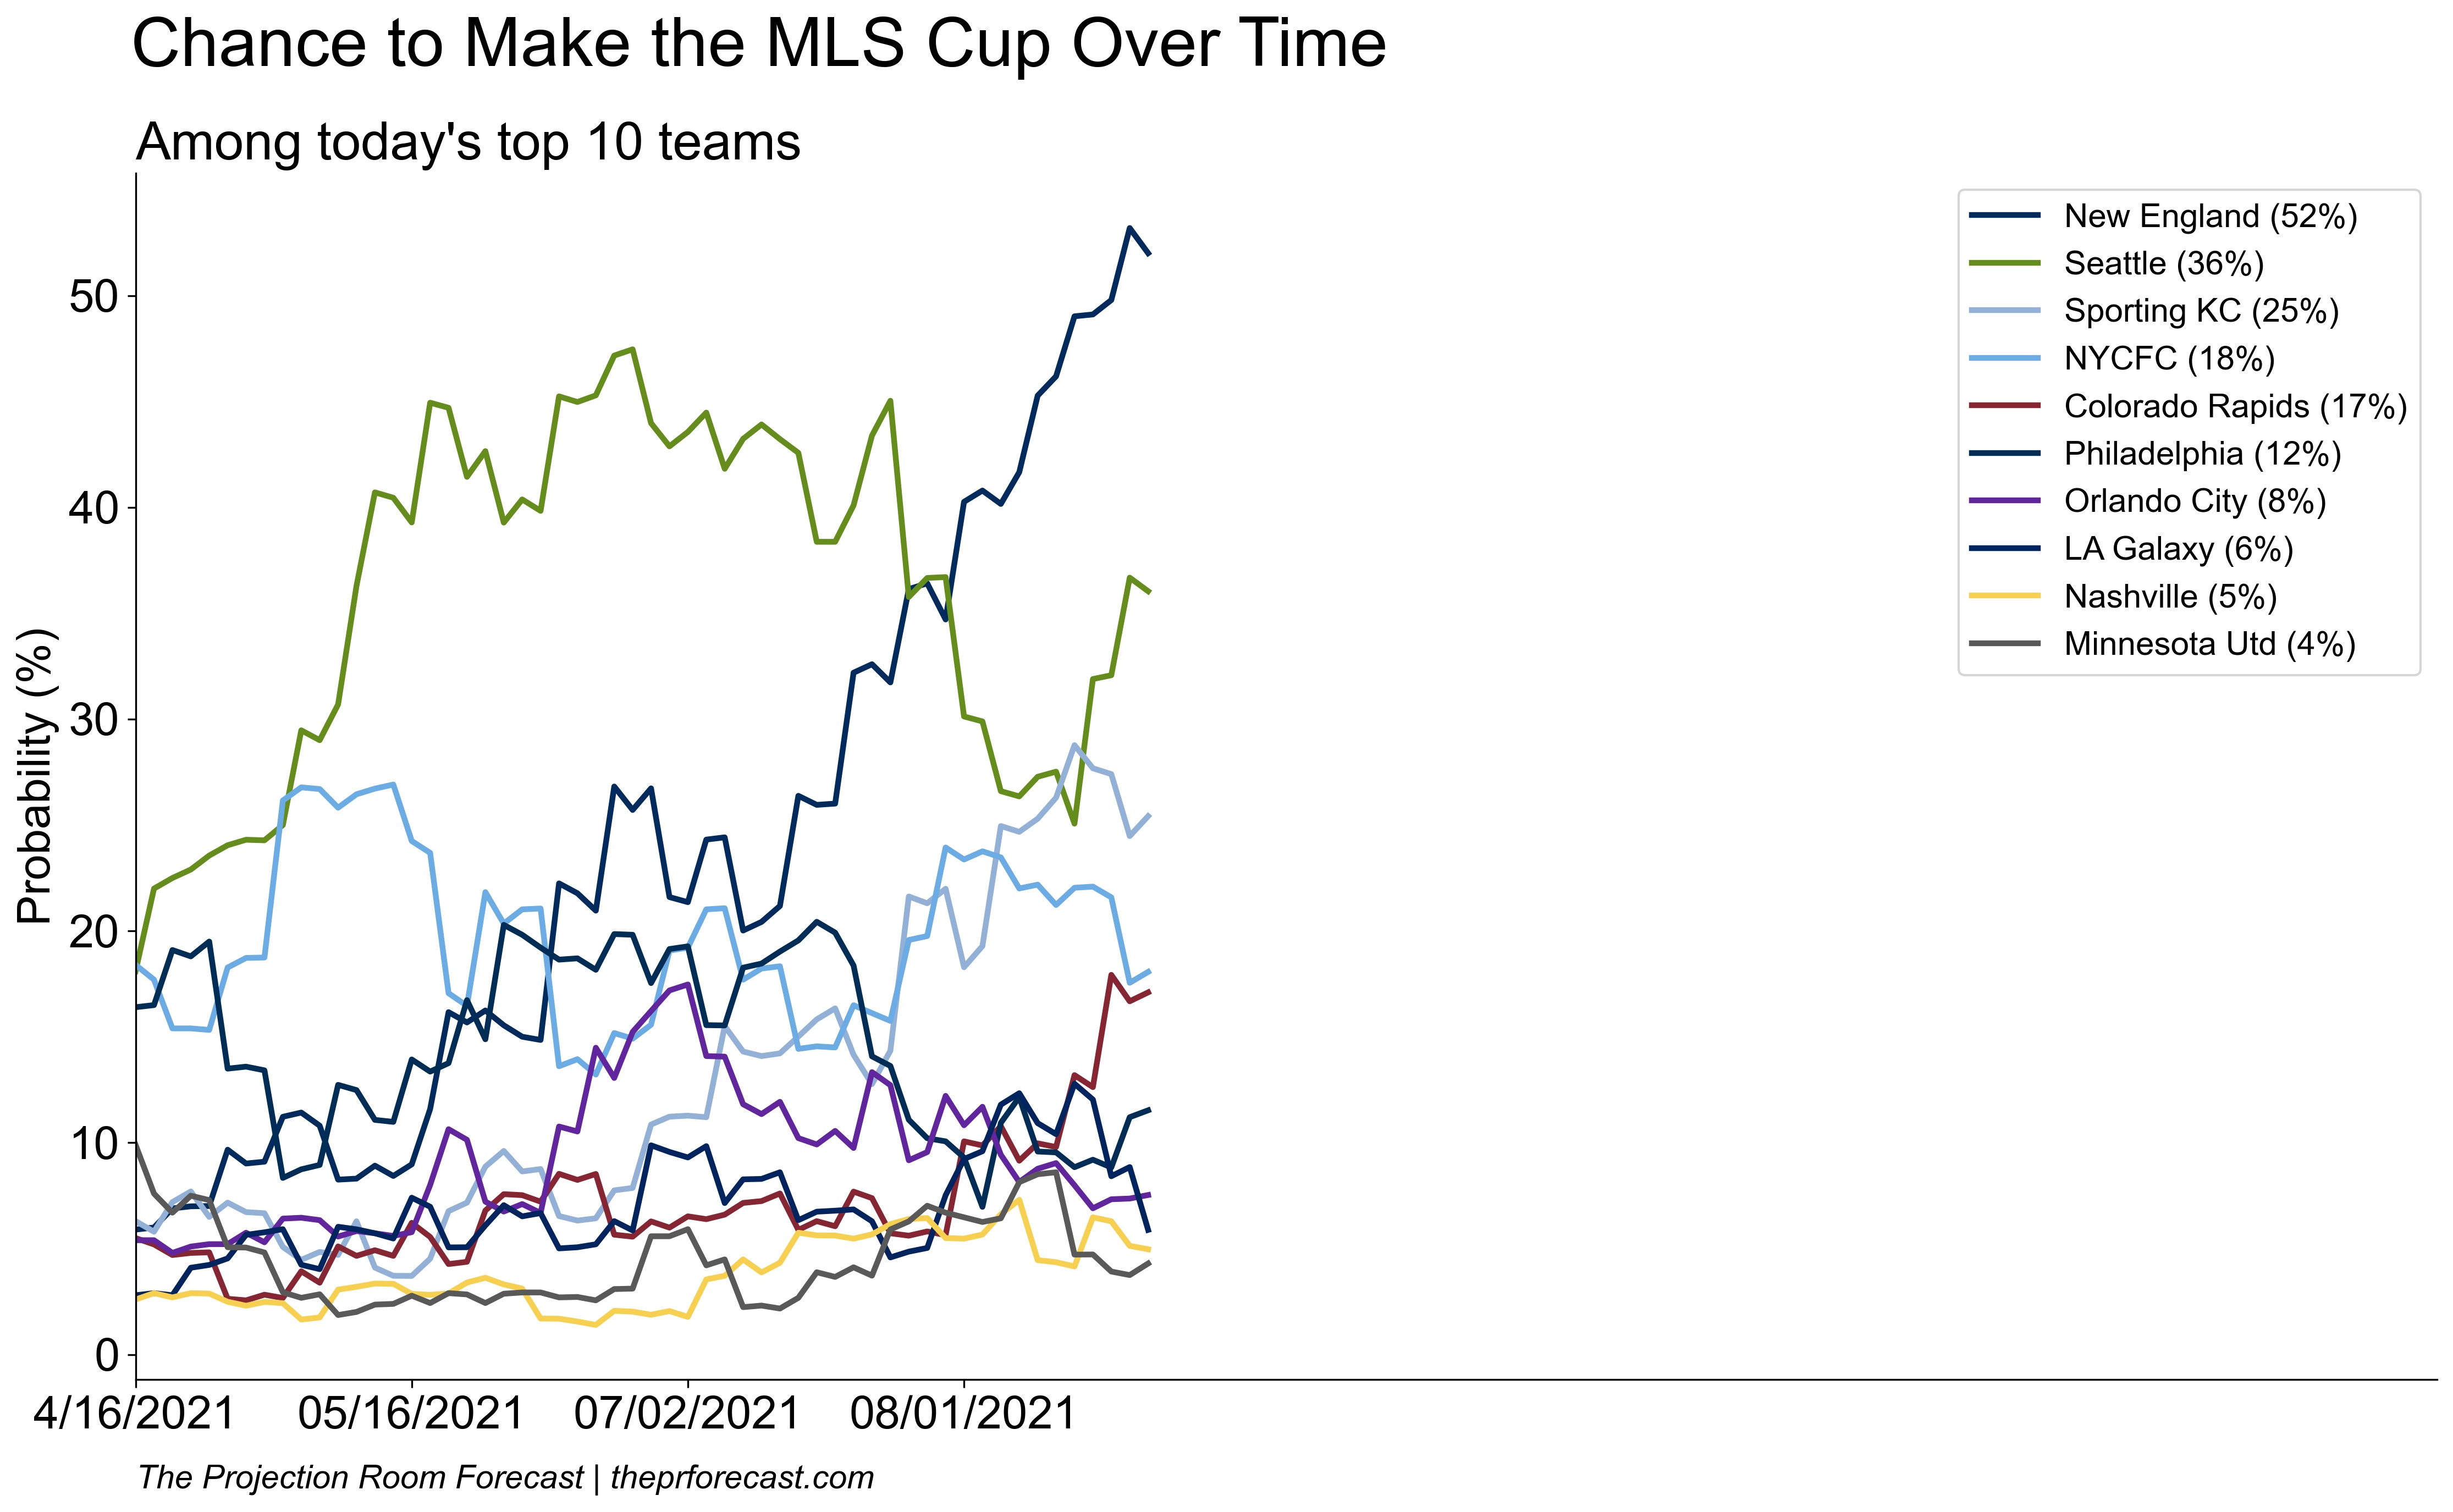 Chance to Make the MLS Cup Over Time
Among today's top 10 teams
New England (52%)
Seattle (36%)
Sporting KC (25%)
NYCFC (18%)
Colorado Rapids (17%)
Philadelphia (12%)
Orlando City (8%)
LA Galaxy (6%)
Nashville (5%)
Minnesota Utd (4%)
Probability (%)
50
40
30
20
10
0
4/16/2021 05/16/2021 07/02/2021 08/01/2021
The Projection Room Forecast | theprforecast.com